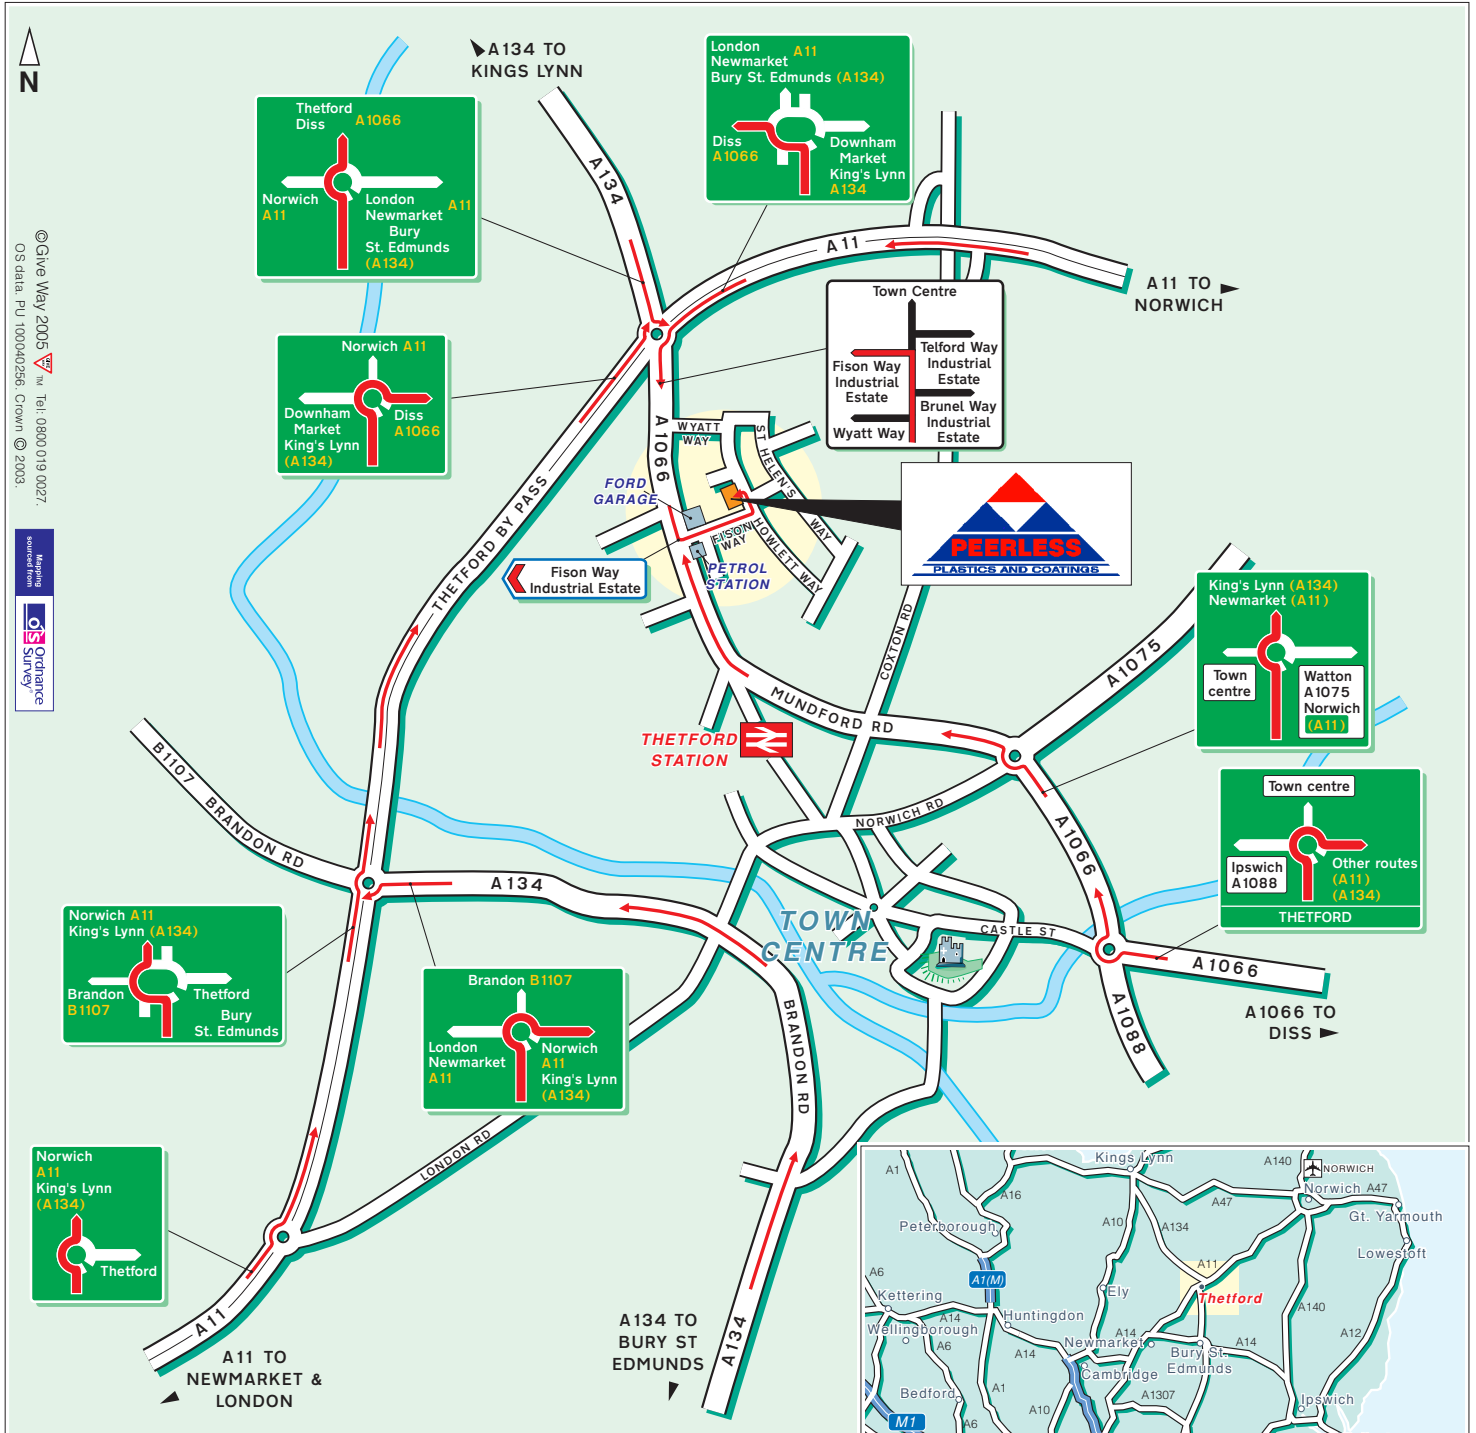 N
A134 TO
KINGS LYNN
London
Newmarket
A11
Bury St. Edmunds (A134)
Diss
A1066
Downham
Market
King's Lynn
A134
Thetford
Diss
A1066
Norwich
A11
London
Newmarket
A11
Bury
St. Edmunds
(A134)
A134
A11
A11 TO
NORWICH
Town Centre
Telford Way
Industrial
Estate
Fison Way
Industrial
Estate
Brunel Way
Industrial
Estate
Wyatt Way
Norwich A11
Downham
Market
King's Lynn
(A134)
Diss
A1066
©Give Way 2005 ™ Tel: 0800 019 0027.
OS data. PU 100040256. Crown © 2003.
Mapping
sourced from
OS Ordnance
Survey®
A1066
WYATT
WAY
ST HELEN'S
WAY
FORD
GARAGE
FISON
WAY
HOWLETT WAY
PETROL
STATION
Fison Way
Industrial Estate
PEERLESS
PLASTICS AND COATINGS
THETFORD BY PASS
COXTON RD
A1075
King's Lynn (A134)
Newmarket (A11)
Town
centre
Watton
A1075
Norwich
(A11)
MUNDFORD RD
THETFORD
STATION
B1107
BRANDON RD
NORWICH RD
A1066
Town centre
Ipswich
A1088
Other routes
(A11)
(A134)
THETFORD
A134
TOWN
CENTRE
CASTLE ST
A1066
A1066 TO
DISS
A1088
Norwich A11
King's Lynn (A134)
Brandon
B1107
Thetford
Bury
St. Edmunds
Brandon B1107
London
Newmarket
A11
Norwich
A11
King's Lynn
(A134)
BRANDON RD
LONDON RD
Norwich
A11
King's Lynn
(A134)
Thetford
A11
A11 TO
NEWMARKET &
LONDON
A134 TO
BURY ST
EDMUNDS
A134
Kings Lynn
A140
NORWICH
A1
A16
A47
Norwich
A47
Gt. Yarmouth
Peterborough
A10
A134
Lowestoft
A11
A6
A1(M)
Kettering
Ely
Thetford
A140
Huntingdon
A14
Wellingborough
A6
A14
Newmarket
A14
Bury St.
Edmunds
A14
A12
Cambridge
Bedford
A1
A10
A1307
Ipswich
M1
A6